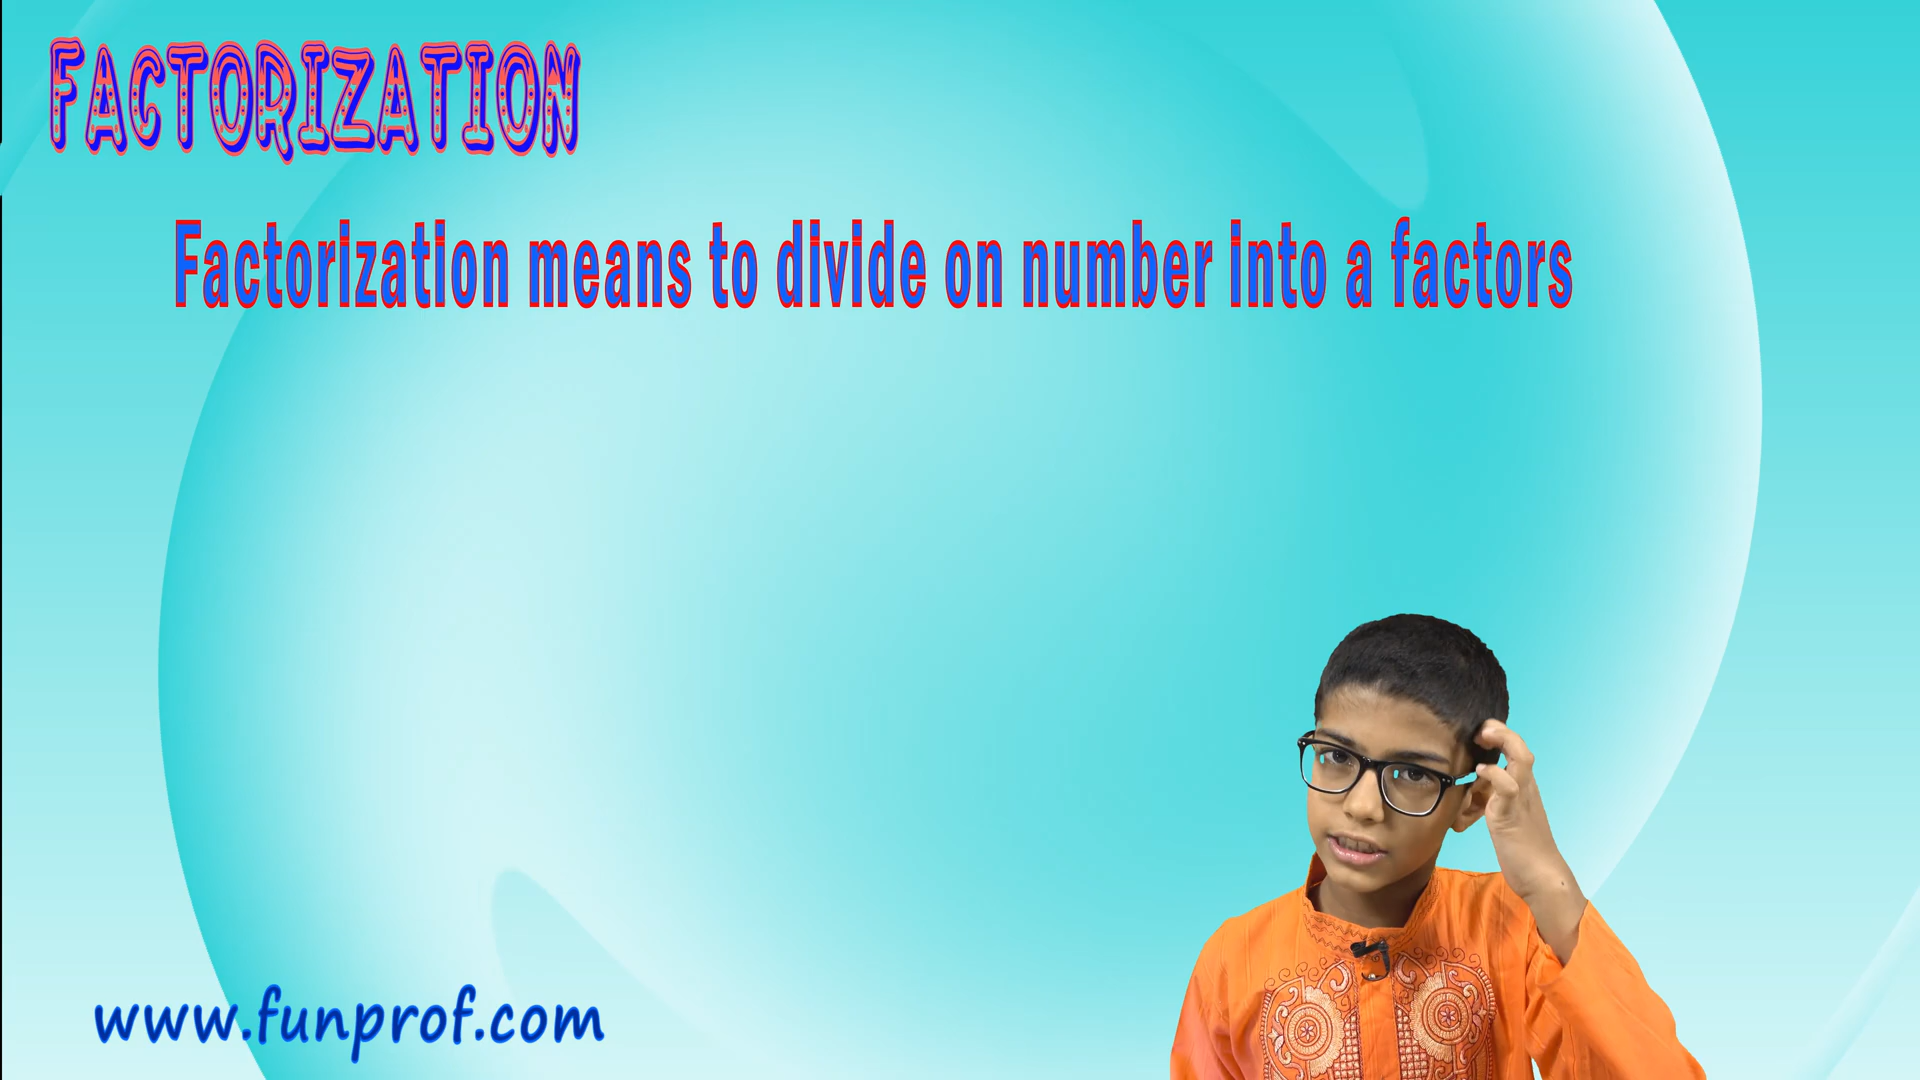 FACTORIZATION
Factorization means to divide on number into a factors
www.funprof.com